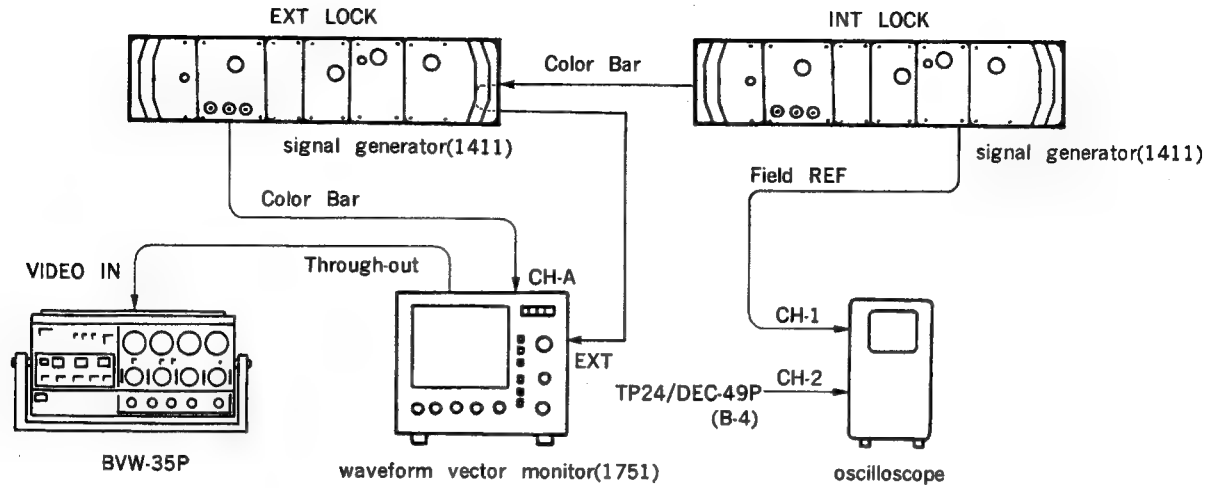 EXT LOCK
INT LOCK
Color Bar
signal generator(1411)
signal generator(1411)
Field REF
Color Bar
VIDEO IN
Through-out
CH-A
CH-1
EXT
TP24/DEC-49P
CH-2
(B-4)
BVW-35P
waveform vector monitor(1751)
oscilloscope